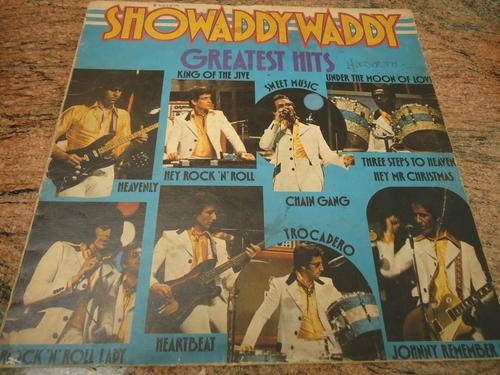 SHOWADDYWADDY
GREATEST HITS
KING OF THE JIVE
SWEET MUSIC
UNDER THE MOON OF LOVE
HEAVENLY
HEY ROCK 'N' ROLL
CHAIN GANG
THREE STEPS TO HEAVEN
HEY MR CHRISTMAS
TROCADERO
ROCK 'N' ROLL LADY
HEARTBEAT
JOHNNY REMEMBER